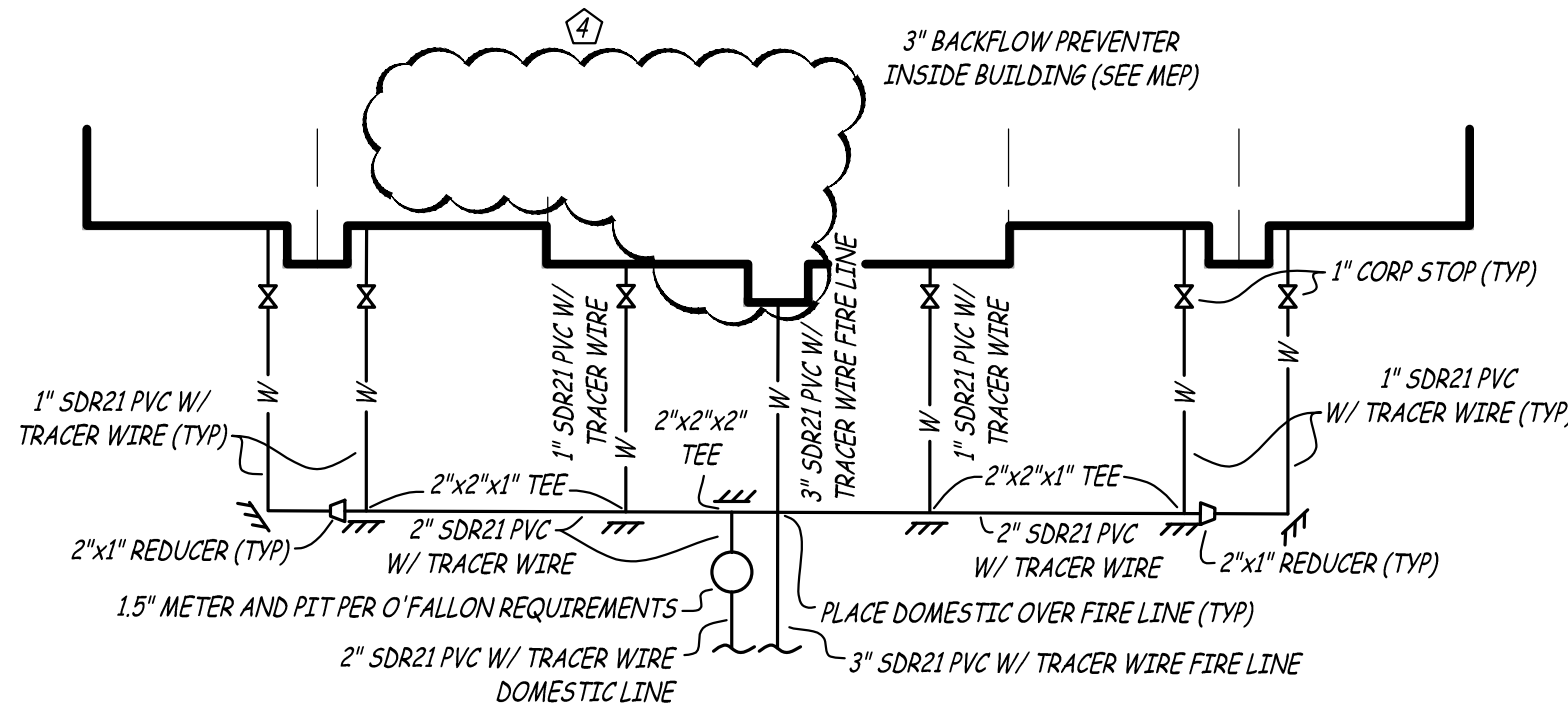 4
3" BACKFLOW PREVENTER
INSIDE BUILDING (SEE MEP)
1" CORP STOP (TYP)
1" SDR21 PVC W/
TRACER WIRE
3" SDR21 PVC W/
TRACER WIRE FIRE LINE
1" SDR21 PVC W/
TRACER WIRE
W
W
W
W
W
W
W
1" SDR21 PVC W/
TRACER WIRE (TYP)
1" SDR21 PVC
W/ TRACER WIRE (TYP
2"x2"x2"
TEE
2"x2"x1" TEE
2"x2"x1" TEE
2"x1" REDUCER (TYP)
2" SDR21 PVC
W/ TRACER WIRE
2" SDR21 PVC
W/ TRACER WIRE
2"x1" REDUCER (TYP)
1.5" METER AND PIT PER O'FALLON REQUIREMENTS
PLACE DOMESTIC OVER FIRE LINE (TYP)
2" SDR21 PVC W/ TRACER WIRE
DOMESTIC LINE
3" SDR21 PVC W/ TRACER WIRE FIRE LINE